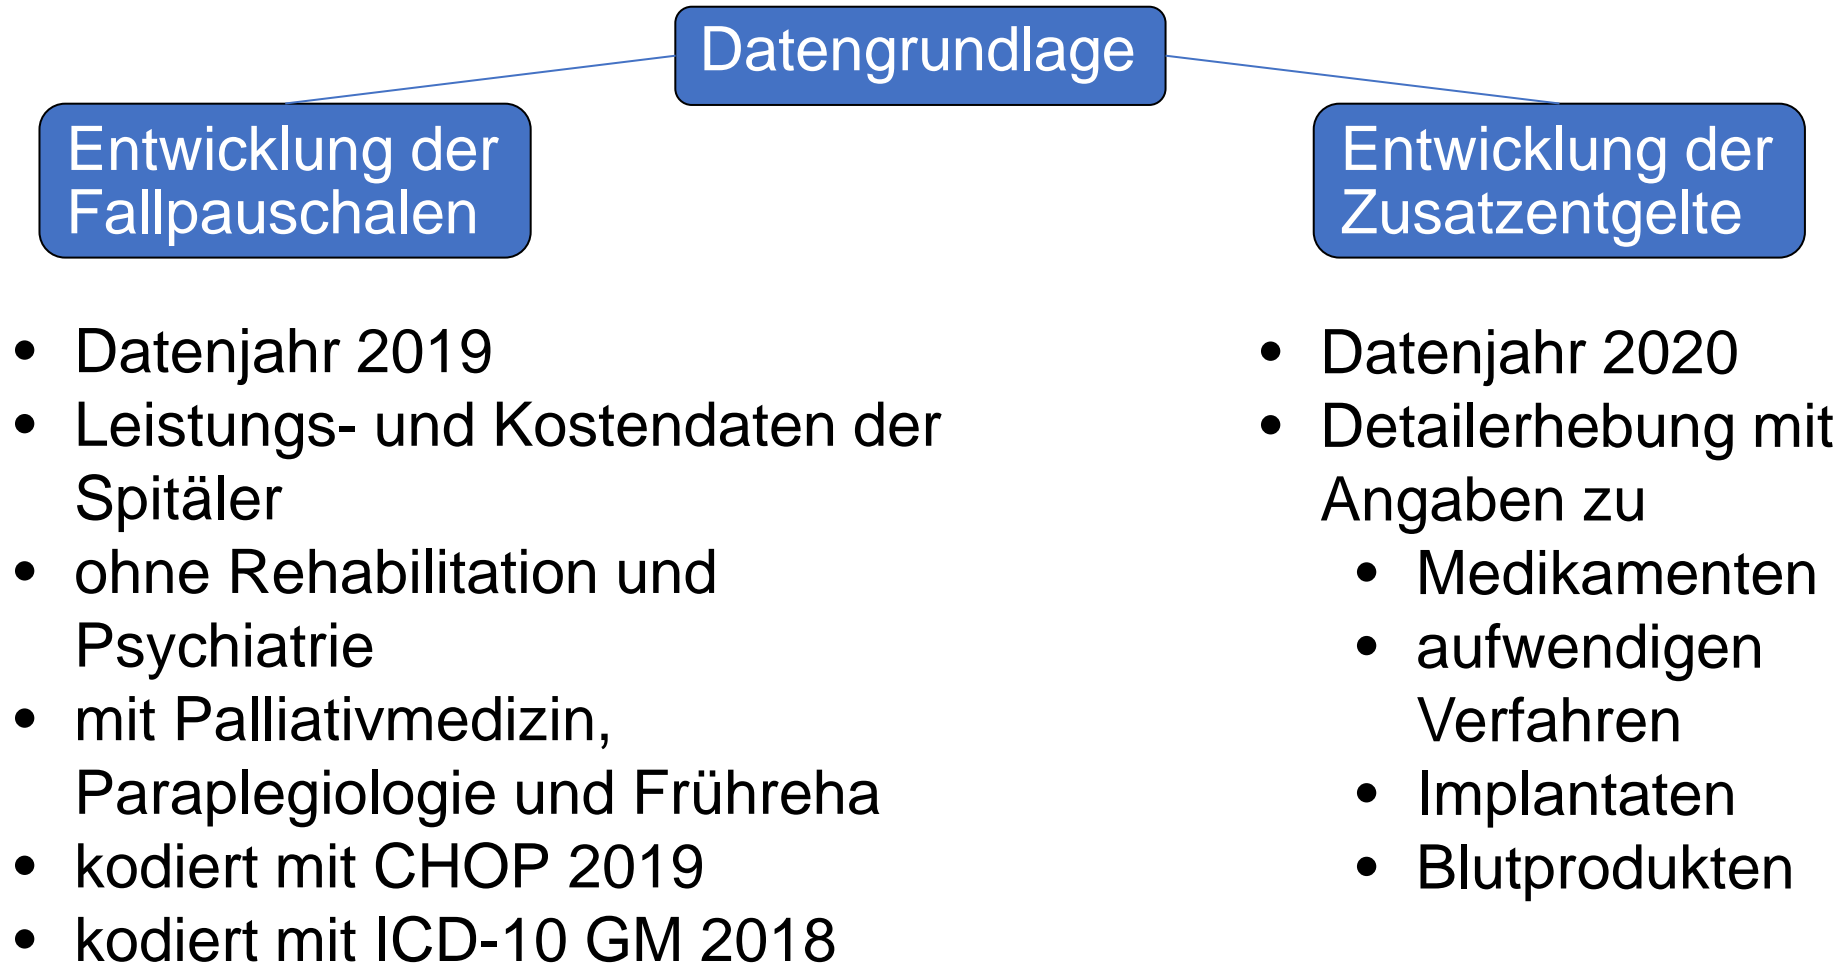 Datengrundlage
Entwicklung der
Fallpauschalen
• Datenjahr 2019
• Leistungs- und Kostendaten der
Spitäler
• ohne Rehabilitation und
Psychiatrie
• mit Palliativmedizin,
Paraplegiologie und Frühreha
• kodiert mit CHOP 2019
• kodiert mit ICD-10 GM 2018
Entwicklung der
Zusatzentgelte
• Datenjahr 2020
• Detailerhebung mit
Angaben zu
• Medikamenten
• aufwendigen
Verfahren
• Implantaten
• Blutprodukten